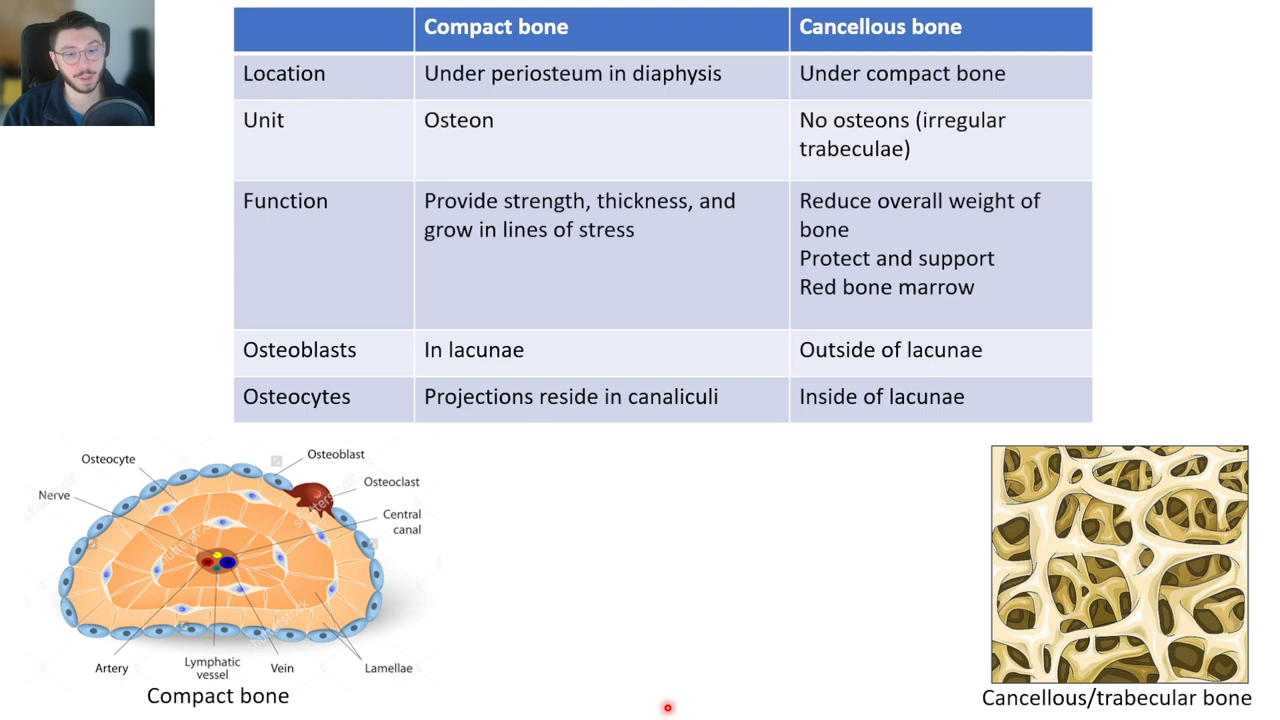 Compact bone
Cancellous bone
Location
Under periosteum in diaphysis
Under compact bone
Unit
Osteon
No osteons (irregular
trabeculae)
Function
Provide strength, thickness, and
grow in lines of stress
Reduce overall weight of
bone
Protect and support
Red bone marrow
Osteoblasts
In lacunae
Outside of lacunae
Osteocytes
Projections reside in canaliculi
Inside of lacunae
Osteocyte
Osteoblast
Nerve
Osteoclast
Central
canal
Artery
Lymphatic
vessel
Vein
Lamellae
Compact bone
Cancellous/trabecular bone
shutterstock
shutterstock
shutterstock